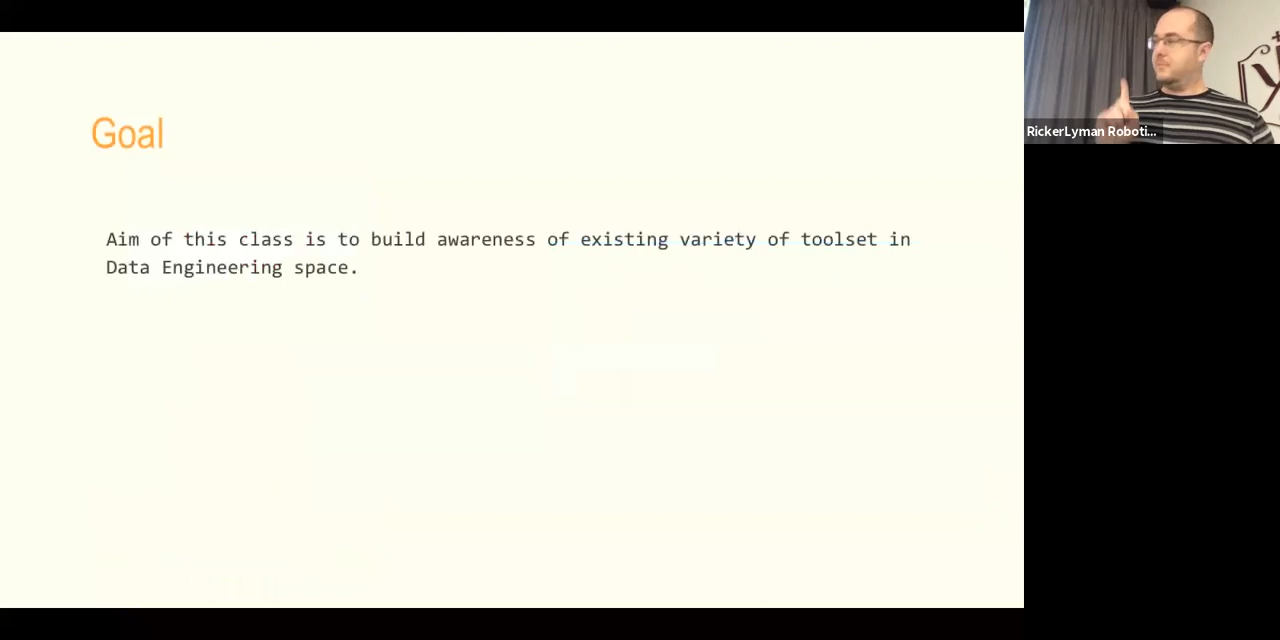 Goal
Aim of this class is to build awareness of existing variety of toolset in
Data Engineering space.
RickerLyman Roboti...